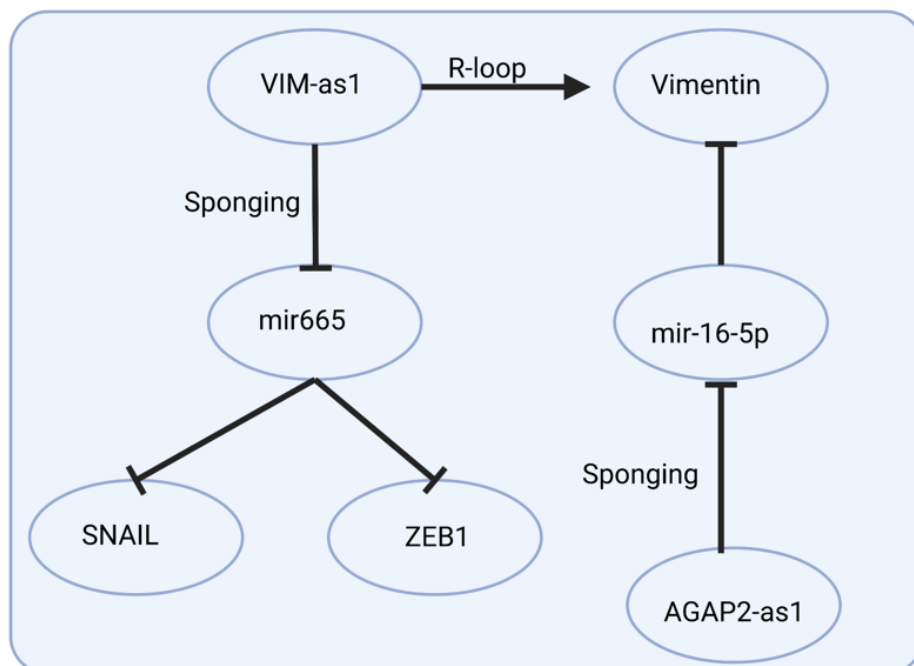 VIM-as1
R-loop
Vimentin
Sponging
mir665
mir-16-5p
Sponging
SNAIL
ZEB1
AGAP2-as1